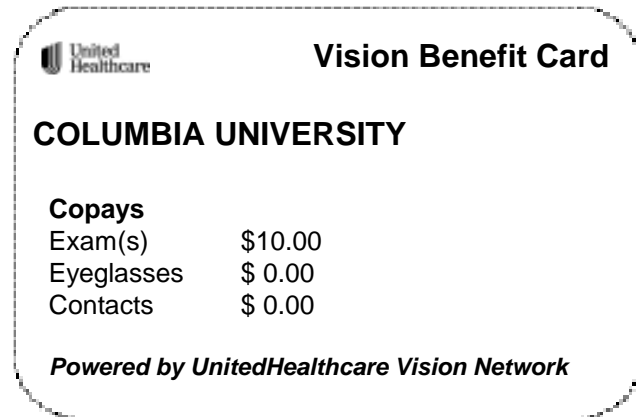 United
Healthcare
Vision Benefit Card
COLUMBIA UNIVERSITY
Copays
Exam(s) $10.00
Eyeglasses $ 0.00
Contacts $ 0.00
Powered by UnitedHealthcare Vision Network